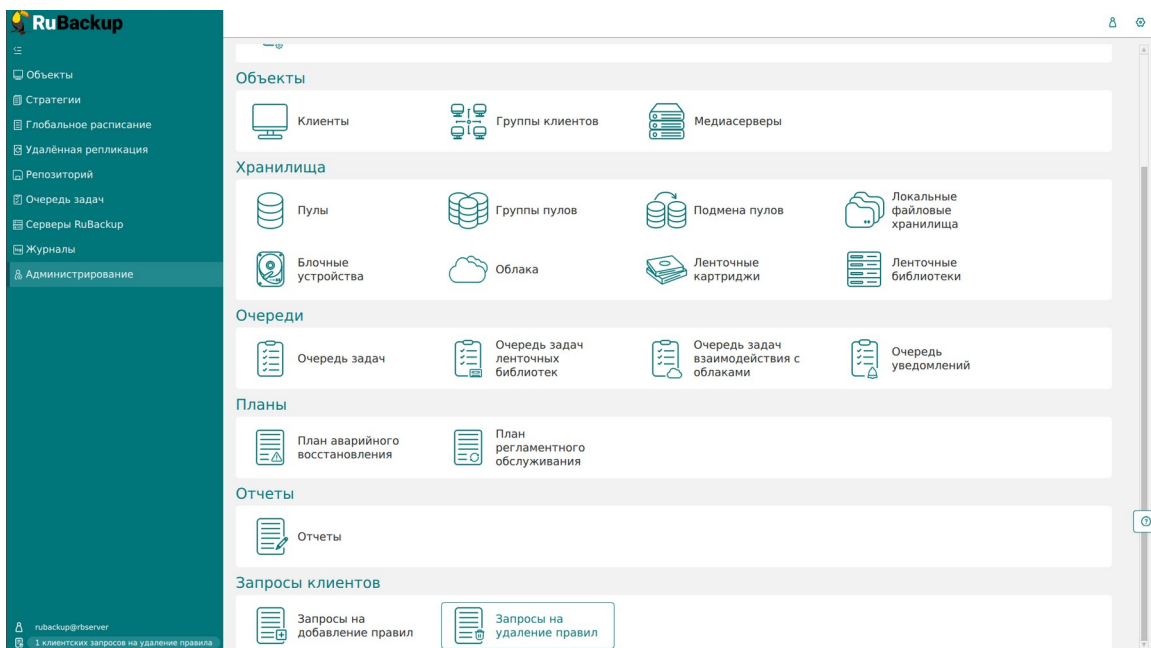 RuBackup
Объекты
Стратегии
Глобальное расписание
Удалённая репликация
Репозиторий
Очередь задач
Серверы RuBackup
Журналы
Администрирование
rubackup@rbserver
1 клиентских запросов на удаление правила
Объекты
Клиенты
Группы клиентов
Медиасерверы
Хранилища
Пулы
Группы пулов
Подмена пулов
Локальные
файловые
хранилища
Блочные
устройства
Облака
Ленточные
картриджи
Ленточные
библиотеки
Очереди
Очередь задач
Очередь задач
ленточных
библиотек
Очередь задач
взаимодействия с
облаками
Очередь
уведомлений
Планы
План аварийного
восстановления
План
регламентного
обслуживания
Отчеты
Отчеты
Запросы клиентов
Запросы на
добавление правил
Запросы на
удаление правил